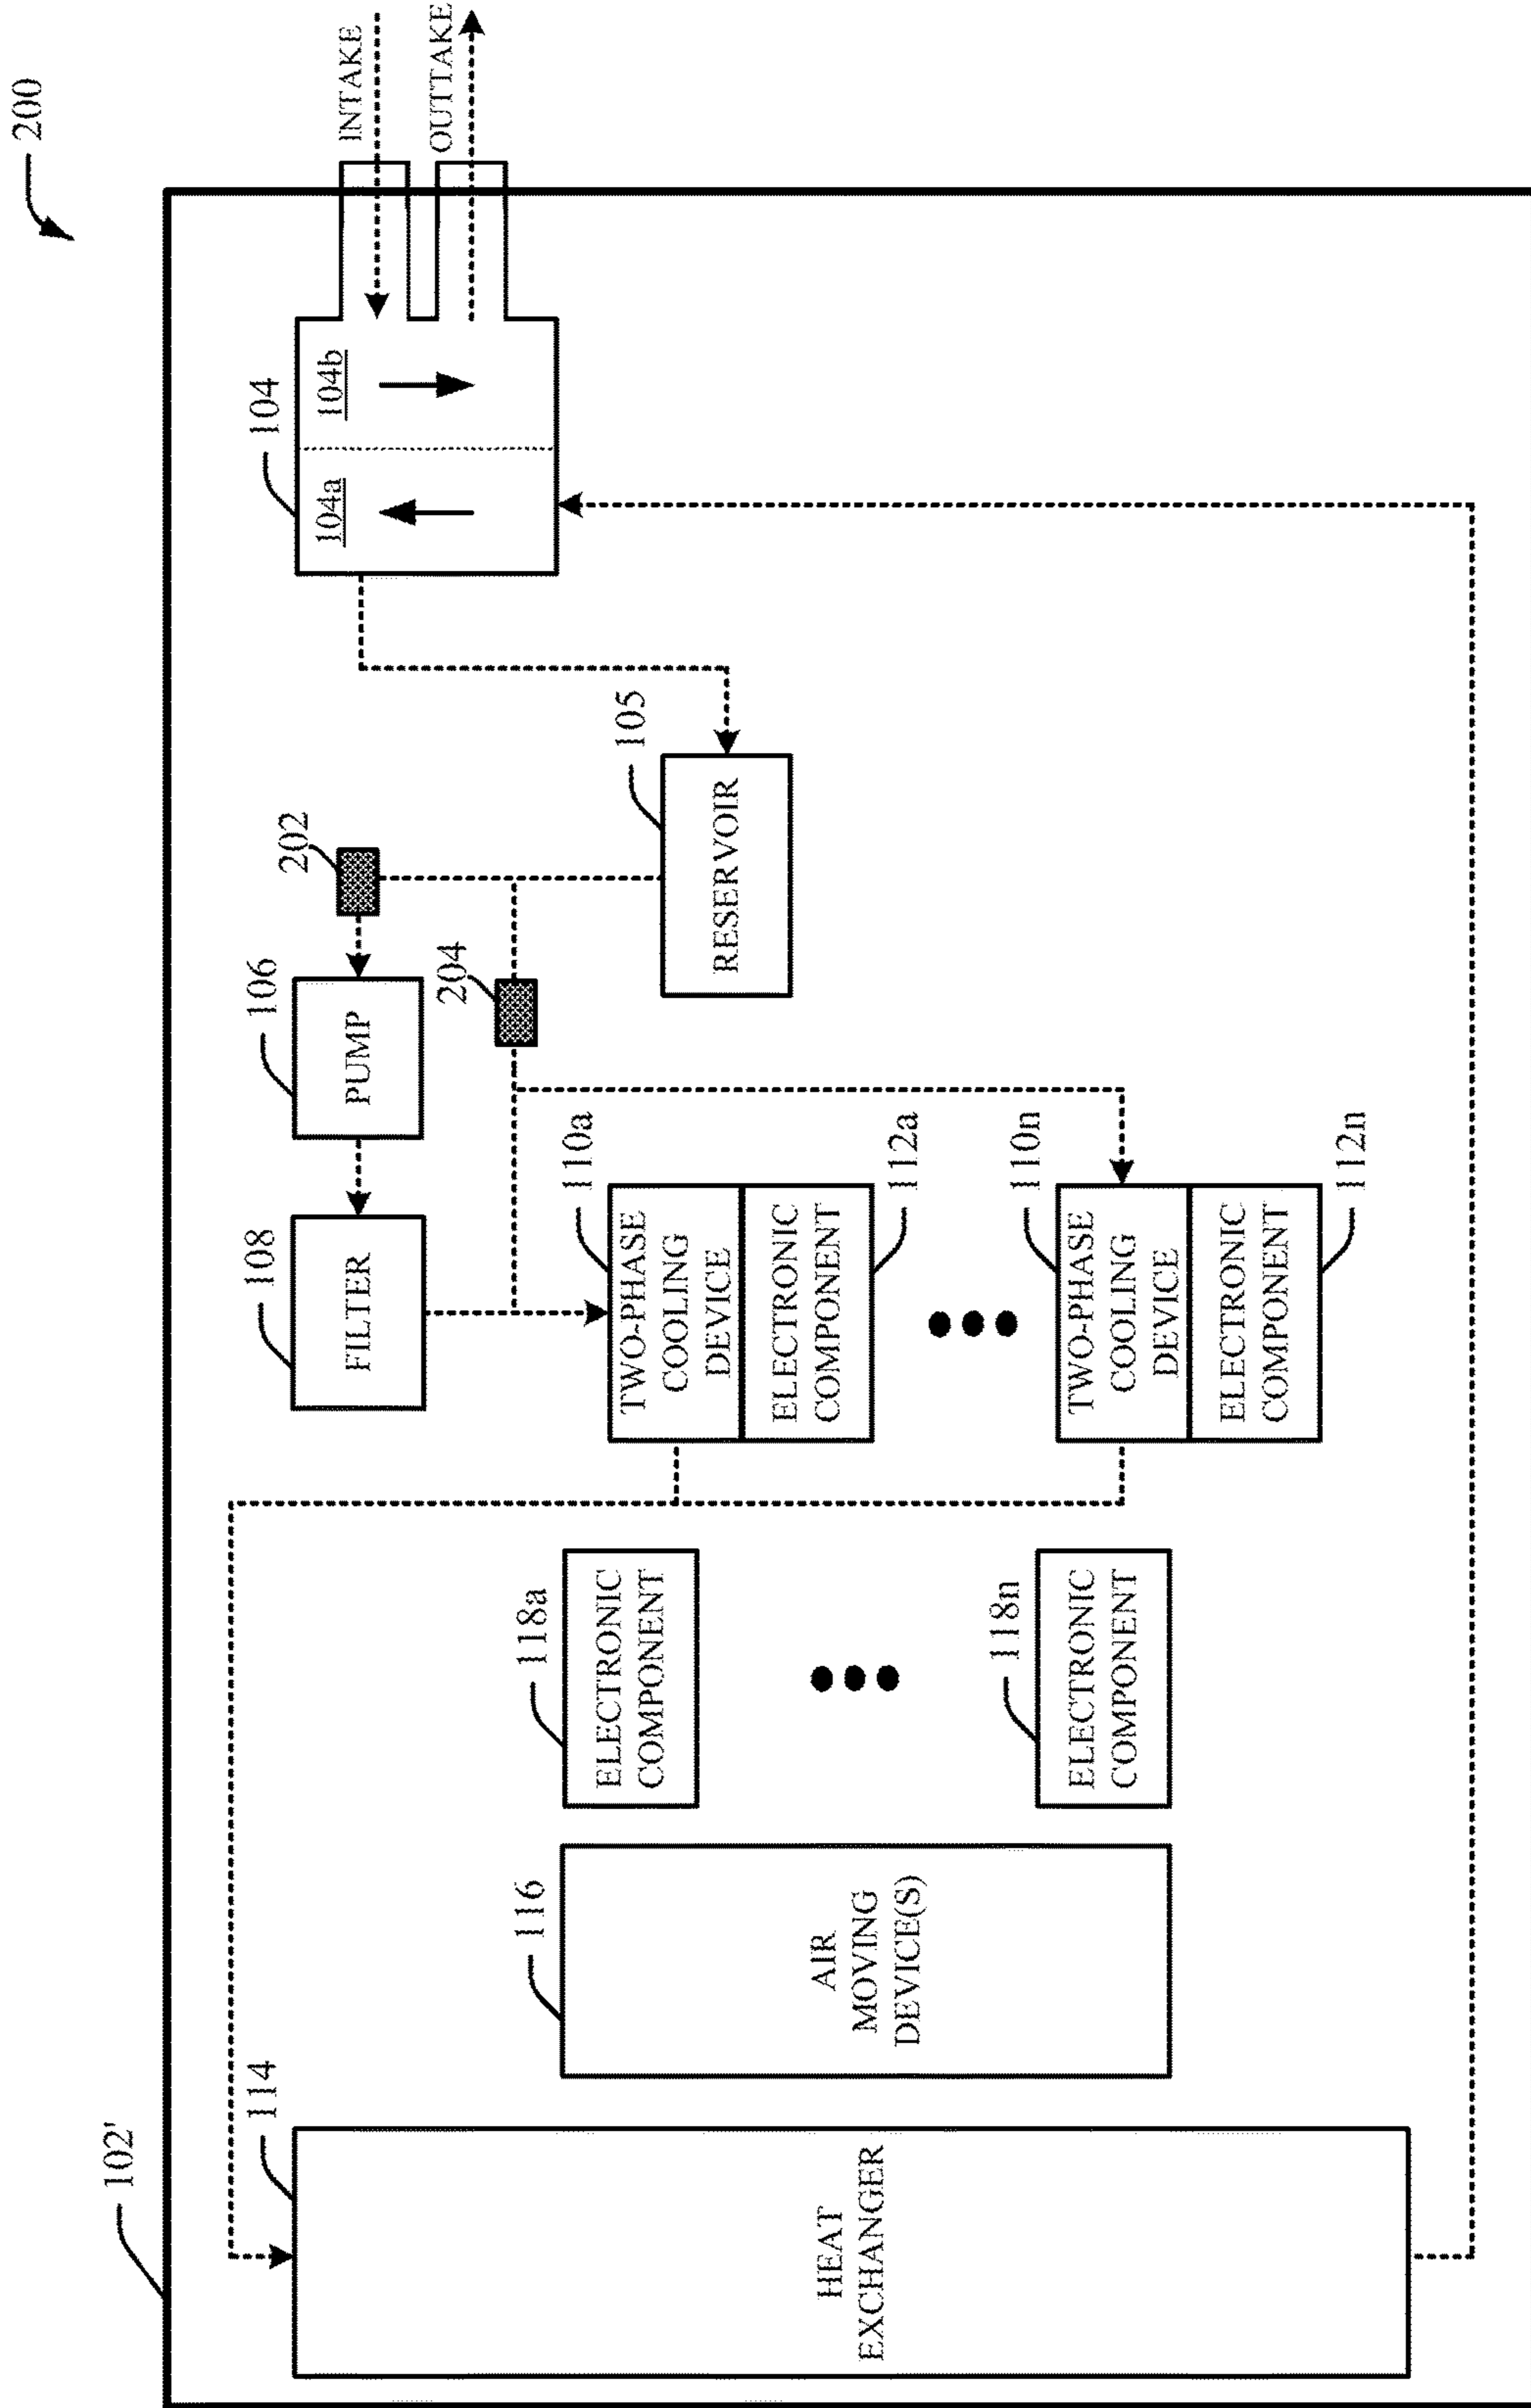 200
102'
114
HEAT
EXCHANGER
116
AIR
MOVING
DEVICE(S)
118a
ELECTRONIC
COMPONENT
118n
ELECTRONIC
COMPONENT
108
FILTER
106
PUMP
202
204
110a
TWO-PHASE
COOLING
DEVICE
ELECTRONIC
COMPONENT
112a
110n
TWO-PHASE
COOLING
DEVICE
ELECTRONIC
COMPONENT
112n
105
RESERVOIR
104
104a
104b
INTAKE
OUTTAKE